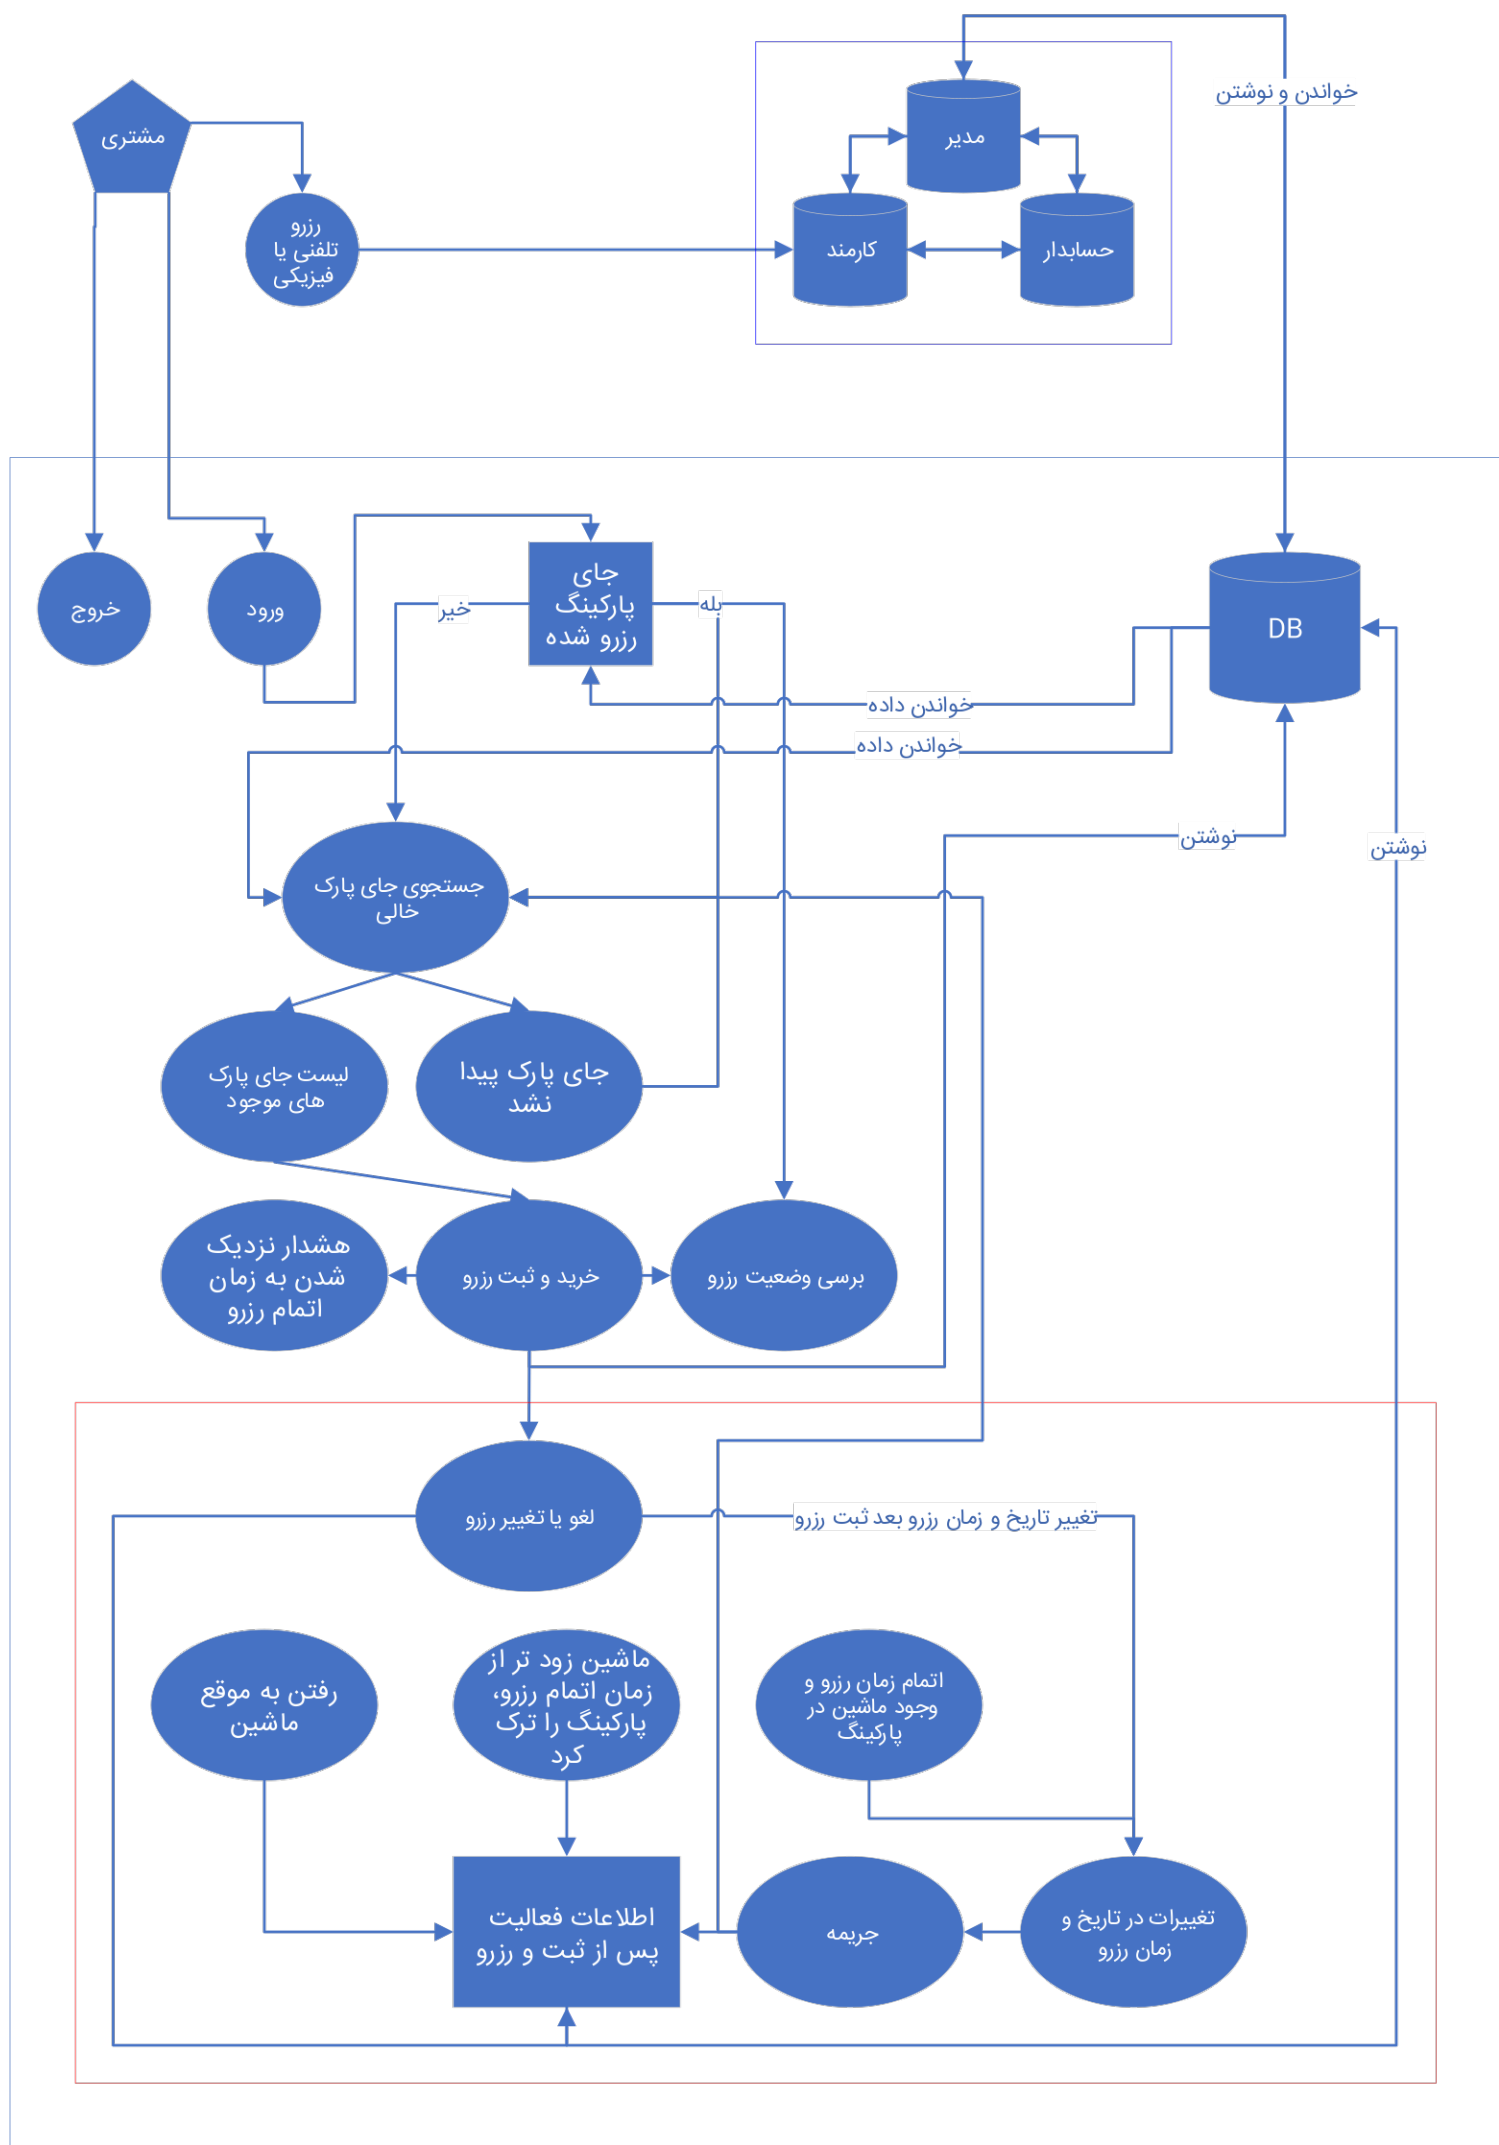 خواندن و نوشتن
مشتری
مدیر
رزرو
تلفنی یا
فیزیکی
کارمند
حسابدار
خروج
ورود
جای
پارکینگ
رزرو شده
خیر
بله
DB
خواندن داده
خواندن داده
نوشتن
نوشتن
جستجوی جای پارک
خالی
لیست جای پارک
های موجود
جای پارک پیدا
نشد
هشدار نزدیک
شدن به زمان
اتمام رزرو
خرید و ثبت رزرو
برسی وضعیت رزرو
لغو یا تغییر رزرو
تغییر تاریخ و زمان رزرو بعد ثبت رزرو
رفتن به موقع
ماشین
ماشین زود تر از
زمان اتمام رزرو،
پارکینگ را ترک
کرد
اتمام زمان رزرو و
وجود ماشین در
پارکینگ
اطلاعات فعالیت
پس از ثبت و رزرو
جریمه
تغییرات در تاریخ و
زمان رزرو